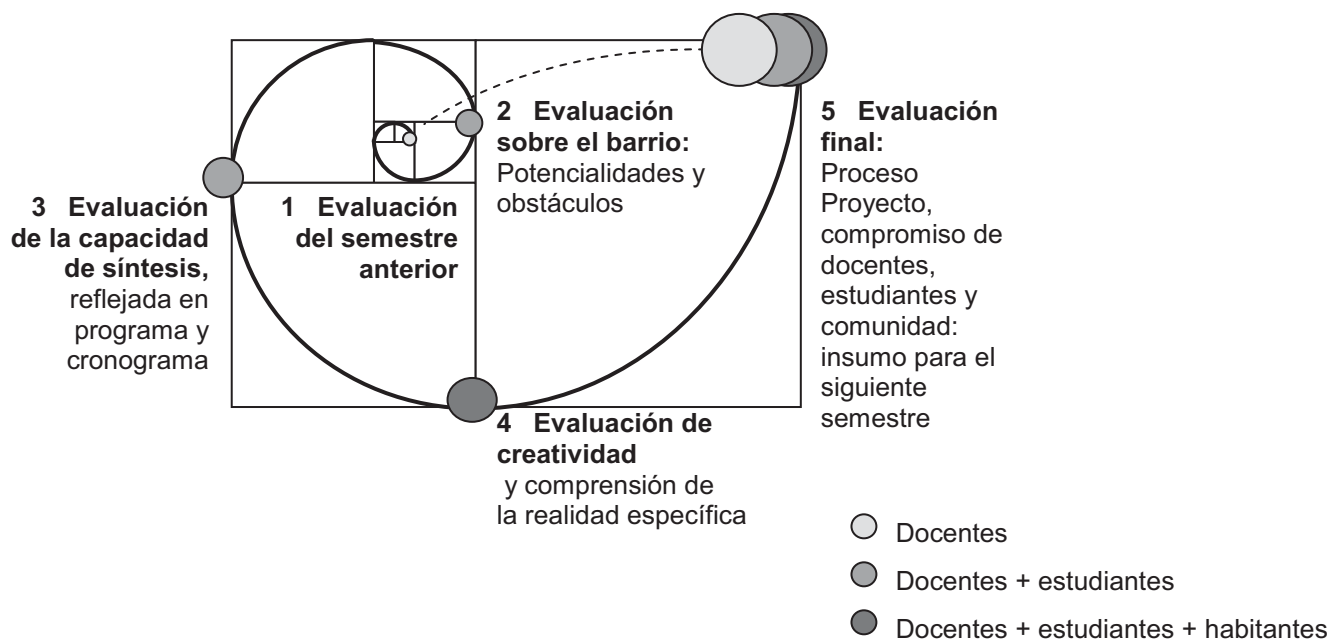 2 Evaluación
sobre el barrio:
Potencialidades y
obstáculos
5 Evaluación
final:
Proceso
Proyecto,
compromiso de
docentes,
estudiantes y
comunidad:
insumo para el
siguiente
semestre
3 Evaluación
de la capacidad
de síntesis,
reflejada en
programa y
cronograma
1 Evaluación
del semestre
anterior
4 Evaluación de
creatividad
y comprensión de
la realidad específica
Docentes
Docentes + estudiantes
Docentes + estudiantes + habitantes